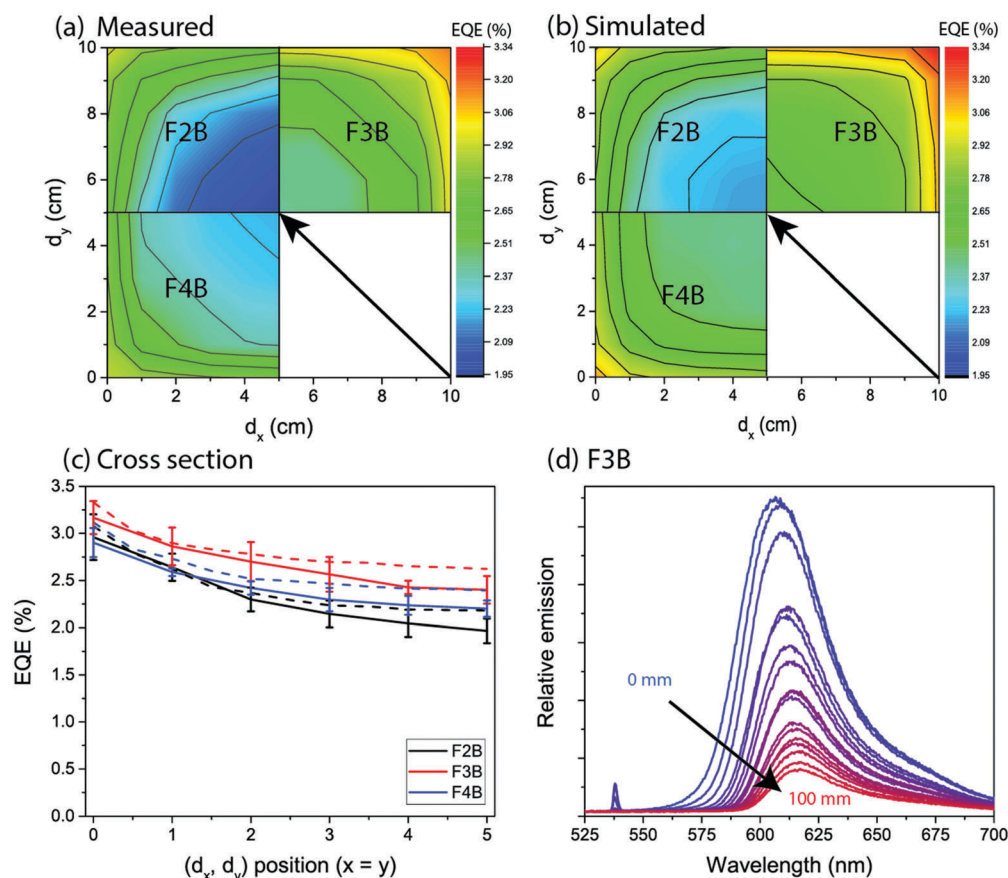 (a) Measured
EQE (%)
10
8
6
4
2
0
d_y (cm)
F2B
F3B
F4B
0 2 4 6 8 10
d_x (cm)
3.34
3.20
3.06
2.93
2.79
2.65
2.51
2.37
2.23
2.09
1.95
(b) Simulated
EQE (%)
10
8
6
4
2
0
d_y (cm)
F2B
F3B
F4B
0 2 4 6 8 10
d_x (cm)
3.34
3.20
3.06
2.93
2.79
2.65
2.51
2.37
2.23
2.09
1.95
(c) Cross section
3.5
3.0
2.5
2.0
1.5
1.0
0.5
0.0
EQE (%)
F2B
F3B
F4B
0 1 2 3 4 5
(d_x, d_y) position (x = y)
(d) F3B
Relative emission
0 mm
100 mm
525 550 575 600 625 650 675 700
Wavelength (nm)